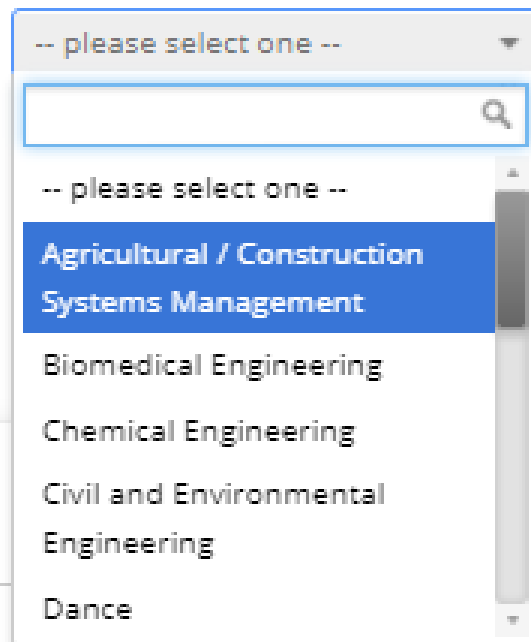 -- please select one --
-- please select one --
Agricultural / Construction
Systems Management
Biomedical Engineering
Chemical Engineering
Civil and Environmental
Engineering
Dance